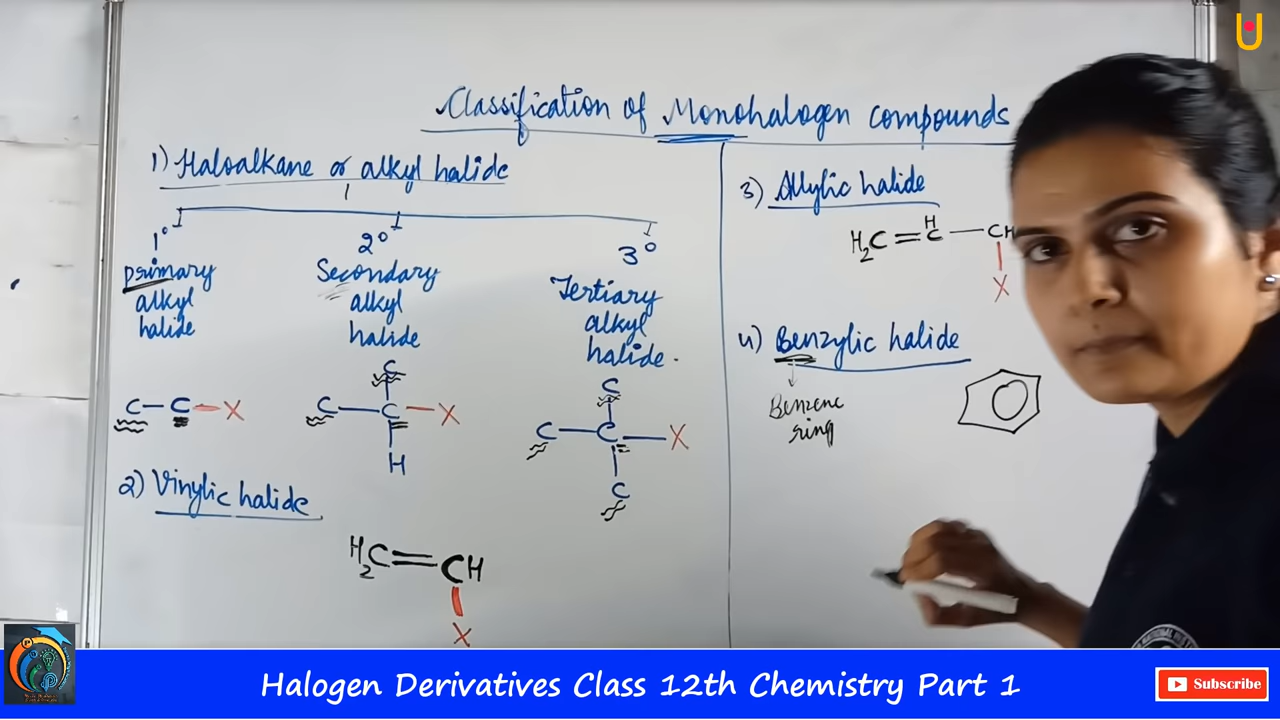 Classification of Monohalogen compounds
1) Haloalkane or alkyl halide
1°
Primary
alkyl
halide
C-C-X
2°
Secondary
alkyl
halide
C
C-C-X
H
3°
Tertiary
alkyl
halide.
C
C-C-X
C
2) Vinylic halide
H2C=CH
X
3) Allylic halide
H
H2C=C-CH
X
4) Benzylic halide
Benzene
ring
U
Halogen Derivatives Class 12th Chemistry Part 1
Subscribe